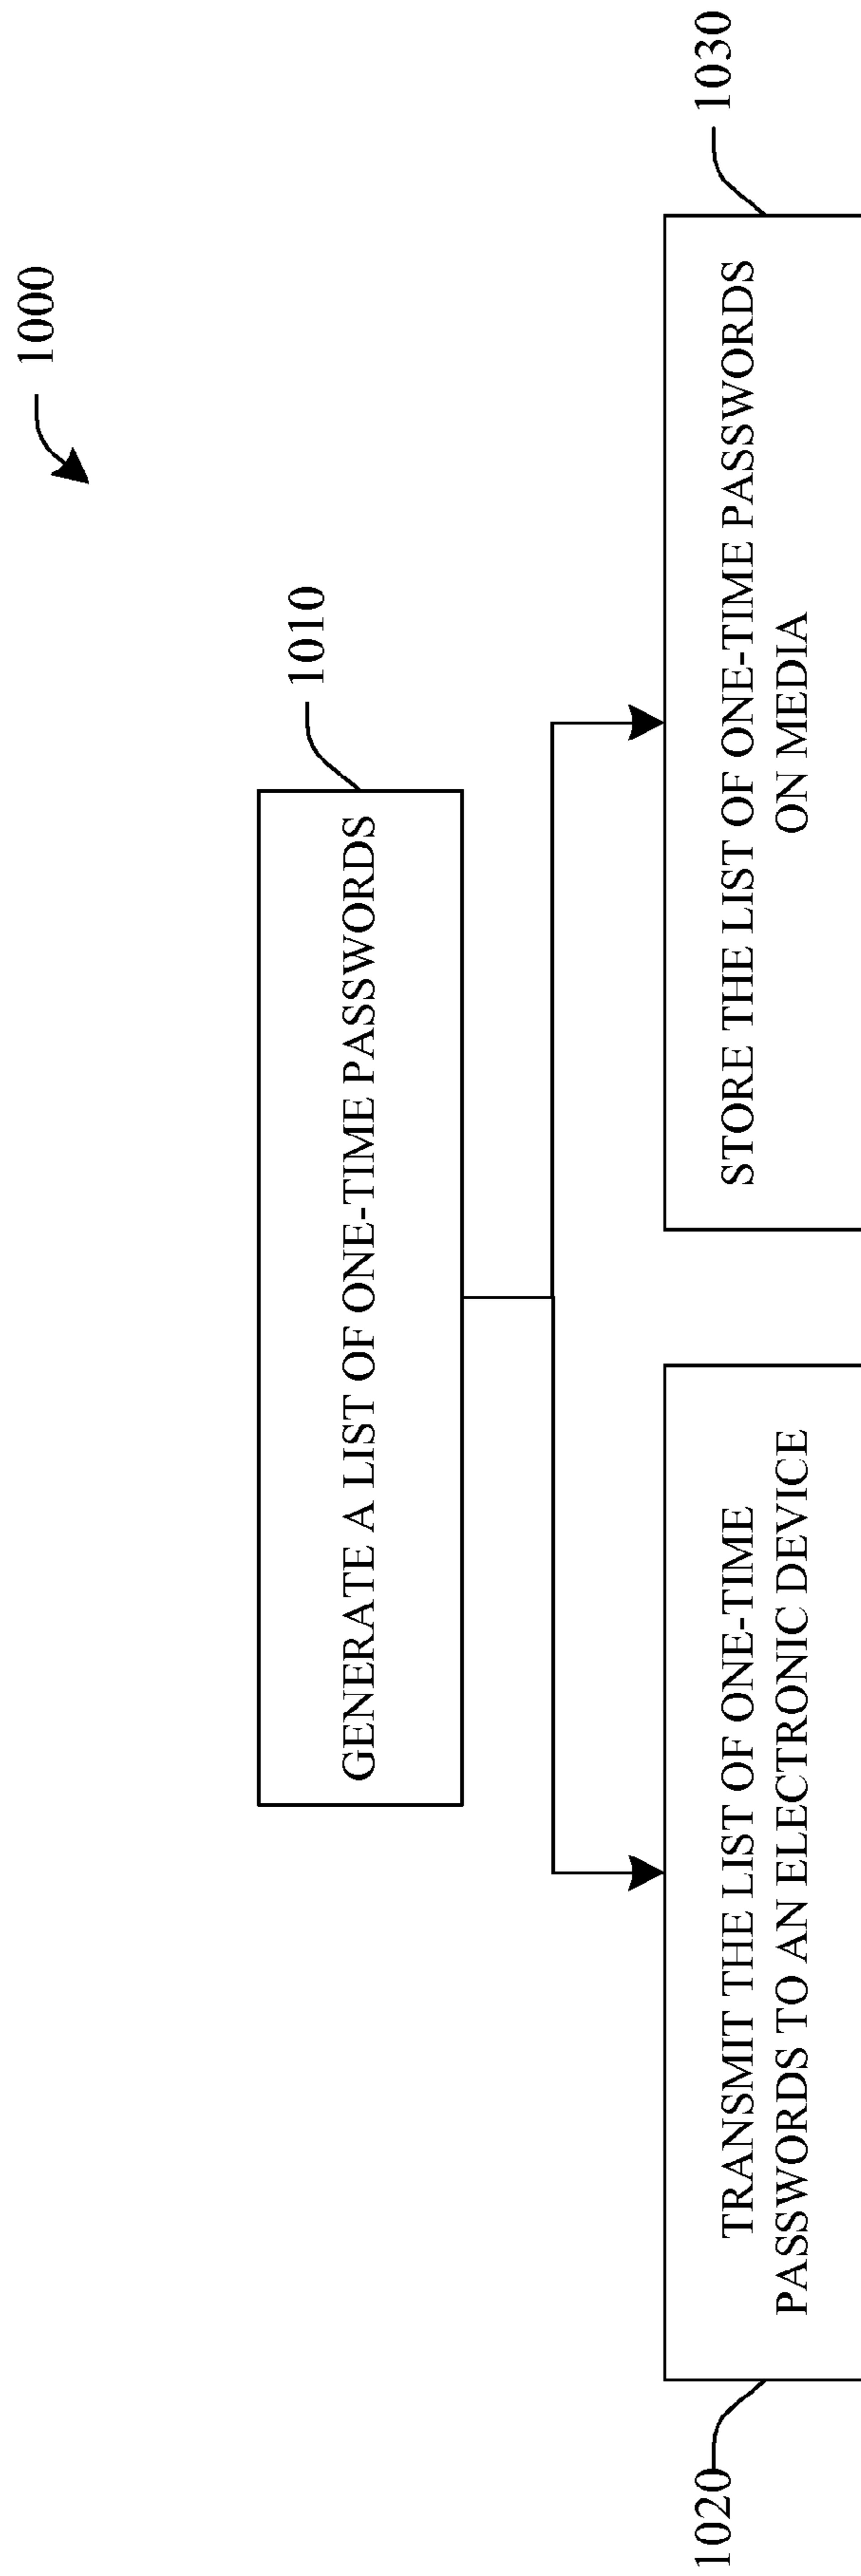 1000
1010
GENERATE A LIST OF ONE-TIME PASSWORDS
1020
TRANSMIT THE LIST OF ONE-TIME
PASSWORDS TO AN ELECTRONIC DEVICE
1030
STORE THE LIST OF ONE-TIME PASSWORDS
ON MEDIA